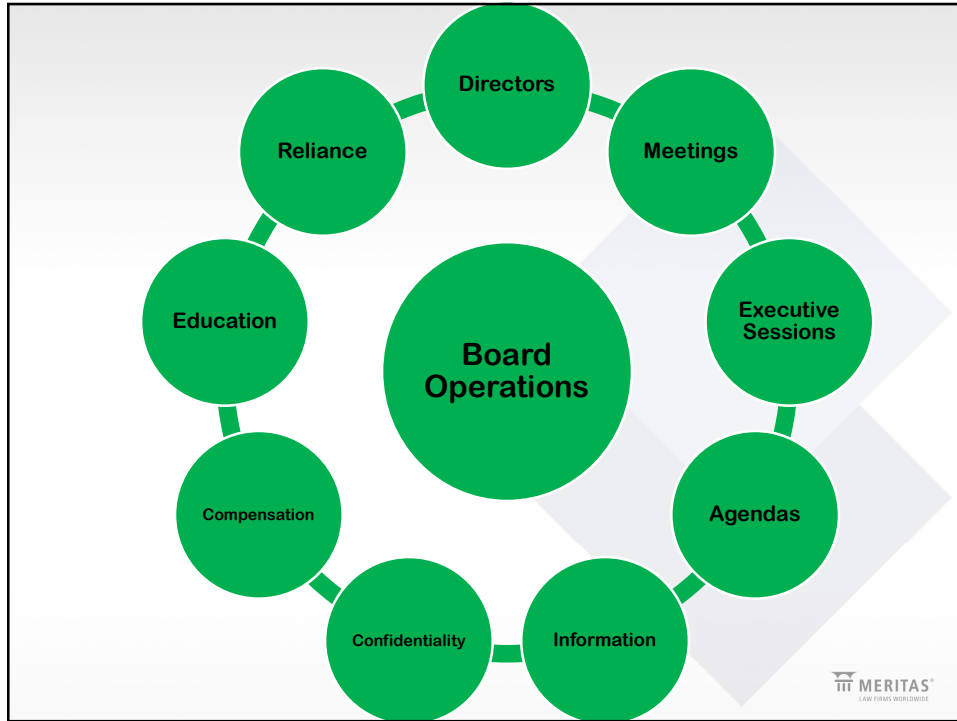 Directors
Meetings
Executive
Sessions
Agendas
Information
Confidentiality
Compensation
Education
Reliance
Board
Operations
MERITAS®
LAW FIRMS WORLDWIDE